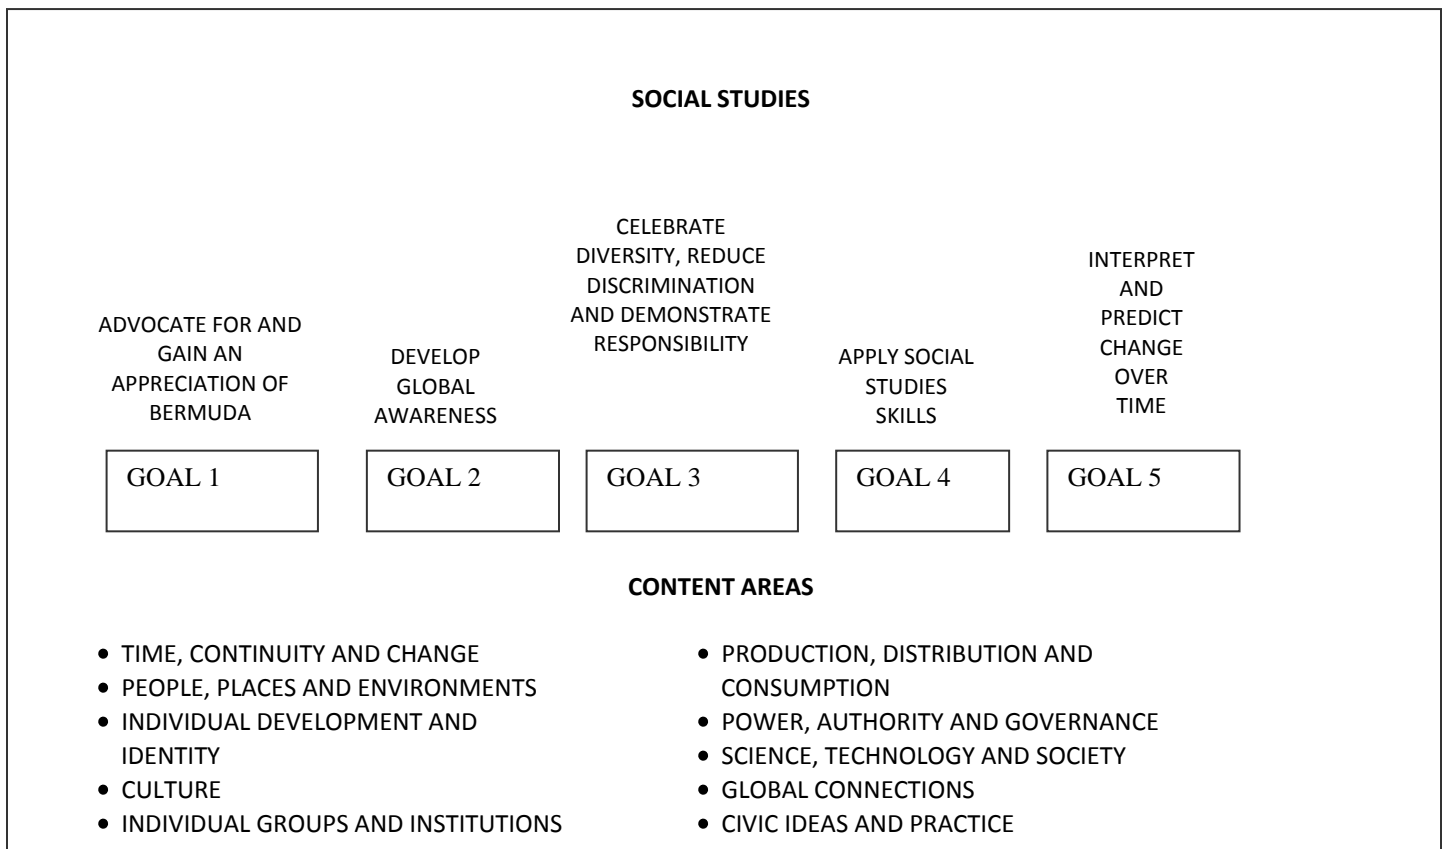 SOCIAL STUDIES
ADVOCATE FOR AND
GAIN AN
APPRECIATION OF
BERMUDA
DEVELOP
GLOBAL
AWARENESS
CELEBRATE
DIVERSITY, REDUCE
DISCRIMINATION
AND DEMONSTRATE
RESPONSIBILITY
APPLY SOCIAL
STUDIES
SKILLS
INTERPRET
AND
PREDICT
CHANGE
OVER
TIME
GOAL 1
GOAL 2
GOAL 3
GOAL 4
GOAL 5
CONTENT AREAS
• TIME, CONTINUITY AND CHANGE
• PEOPLE, PLACES AND ENVIRONMENTS
• INDIVIDUAL DEVELOPMENT AND
IDENTITY
• CULTURE
• INDIVIDUAL GROUPS AND INSTITUTIONS
• PRODUCTION, DISTRIBUTION AND
CONSUMPTION
• POWER, AUTHORITY AND GOVERNANCE
• SCIENCE, TECHNOLOGY AND SOCIETY
• GLOBAL CONNECTIONS
• CIVIC IDEAS AND PRACTICE